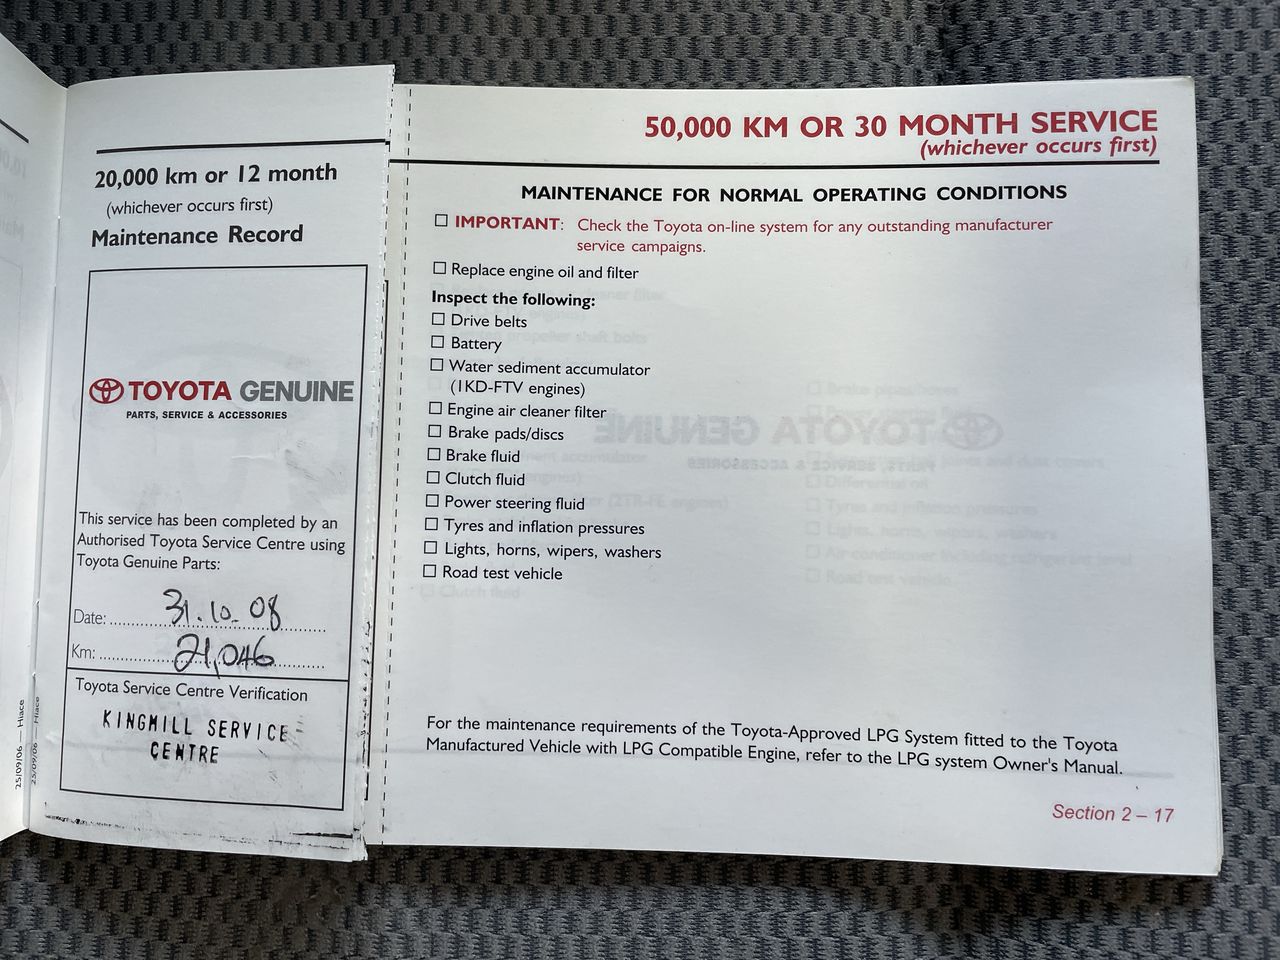 20,000 km or 12 month
(whichever occurs first)
Maintenance Record
TOYOTA GENUINE
PARTS, SERVICE & ACCESSORIES
This service has been completed by an
Authorised Toyota Service Centre using
Toyota Genuine Parts:
Date: 31.10.08
Km: 21,046
Toyota Service Centre Verification
KINGMILL SERVICE
CENTRE
25/09/06 — Hiace
25/09/06 — Hiace
50,000 KM OR 30 MONTH SERVICE
(whichever occurs first)
MAINTENANCE FOR NORMAL OPERATING CONDITIONS
☐ IMPORTANT: Check the Toyota on-line system for any outstanding manufacturer
service campaigns.
☐ Replace engine oil and filter
Inspect the following:
☐ Drive belts
☐ Battery
☐ Water sediment accumulator
(1KD-FTV engines)
☐ Engine air cleaner filter
☐ Brake pads/discs
☐ Brake fluid
☐ Clutch fluid
☐ Power steering fluid
☐ Tyres and inflation pressures
☐ Lights, horns, wipers, washers
☐ Road test vehicle
For the maintenance requirements of the Toyota-Approved LPG System fitted to the Toyota
Manufactured Vehicle with LPG Compatible Engine, refer to the LPG system Owner's Manual.
Section 2 – 17